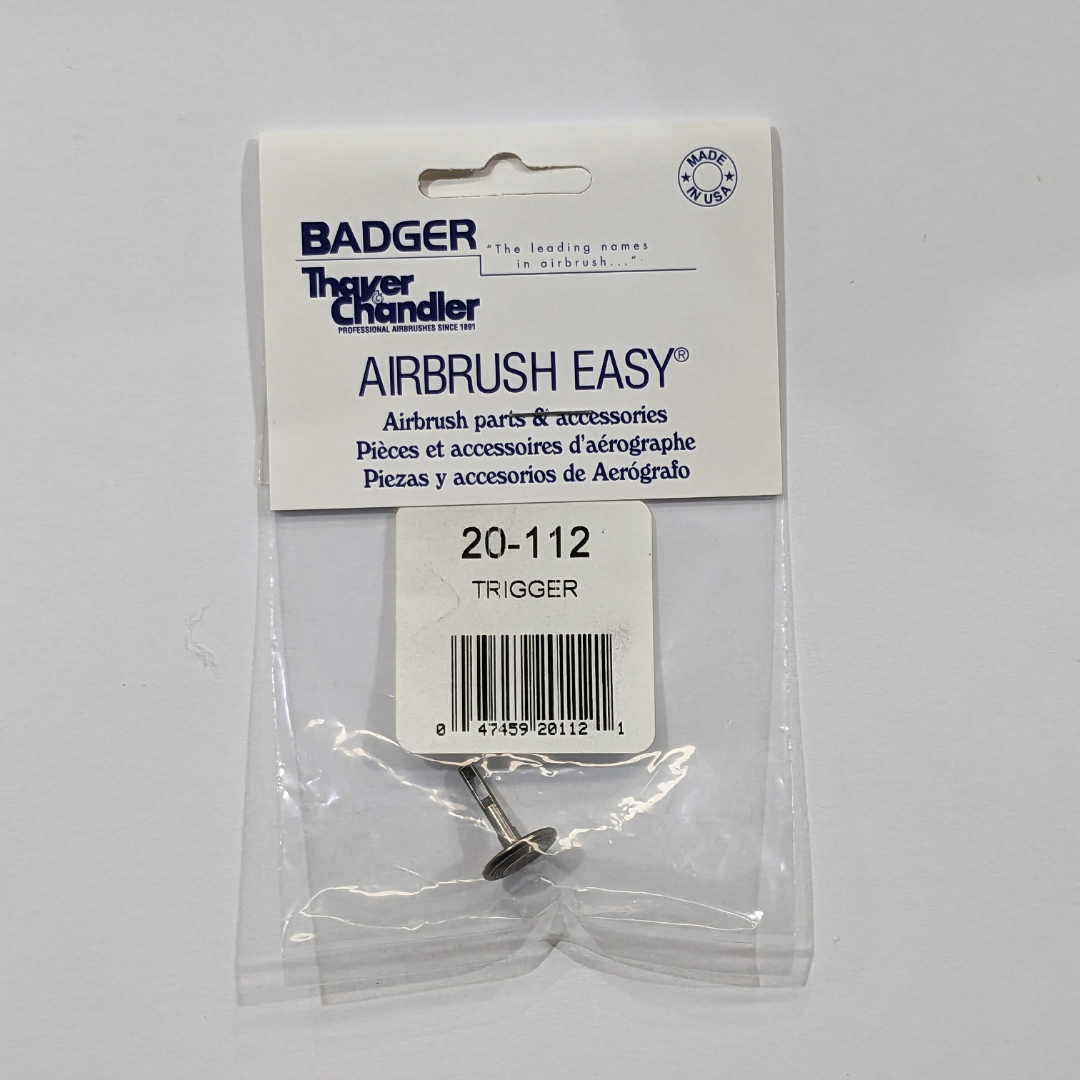 MADE
IN USA
BADGER
"The leading names
in airbrush..."
Thayer
& Chandler
PROFESSIONAL AIRBRUSHES SINCE 1891
AIRBRUSH EASY®
Airbrush parts & accessories
Pièces et accessoires d'aérographe
Piezas y accesorios de Aerógrafo
20-112
TRIGGER
0 47459 20112 1